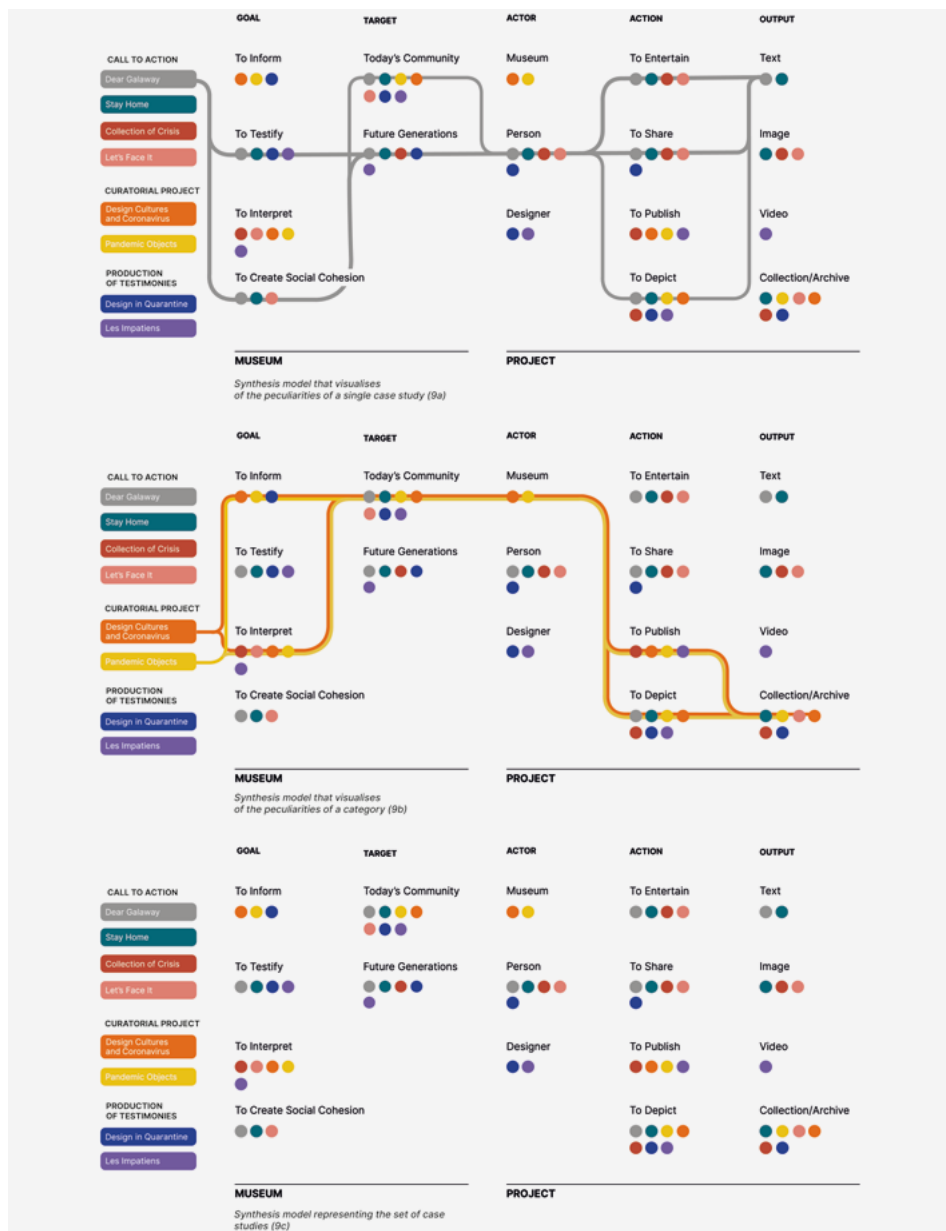 GOAL
TARGET
ACTOR
ACTION
OUTPUT
CALL TO ACTION
Dear Galaway
Stay Home
Collection of Crisis
Let's Face It
CURATORIAL PROJECT
Design Cultures
and Coronavirus
Pandemic Objects
PRODUCTION
OF TESTIMONIES
Design in Quarantine
Les Impatiens
To Inform
Today's Community
Museum
To Entertain
Text
To Testify
Future Generations
Person
To Share
Image
To Interpret
Designer
To Publish
Video
To Create Social Cohesion
To Depict
Collection/Archive
MUSEUM
PROJECT
Synthesis model that visualises
of the peculiarities of a single case study (9a)
GOAL
TARGET
ACTOR
ACTION
OUTPUT
CALL TO ACTION
Dear Galaway
Stay Home
Collection of Crisis
Let's Face It
CURATORIAL PROJECT
Design Cultures
and Coronavirus
Pandemic Objects
PRODUCTION
OF TESTIMONIES
Design in Quarantine
Les Impatiens
To Inform
Today's Community
Museum
To Entertain
Text
To Testify
Future Generations
Person
To Share
Image
To Interpret
Designer
To Publish
Video
To Create Social Cohesion
To Depict
Collection/Archive
MUSEUM
PROJECT
Synthesis model that visualises
of the peculiarities of a category (9b)
GOAL
TARGET
ACTOR
ACTION
OUTPUT
CALL TO ACTION
Dear Galaway
Stay Home
Collection of Crisis
Let's Face It
CURATORIAL PROJECT
Design Cultures
and Coronavirus
Pandemic Objects
PRODUCTION
OF TESTIMONIES
Design in Quarantine
Les Impatiens
To Inform
Today's Community
Museum
To Entertain
Text
To Testify
Future Generations
Person
To Share
Image
To Interpret
Designer
To Publish
Video
To Create Social Cohesion
To Depict
Collection/Archive
MUSEUM
PROJECT
Synthesis model representing the set of case
studies (9c)